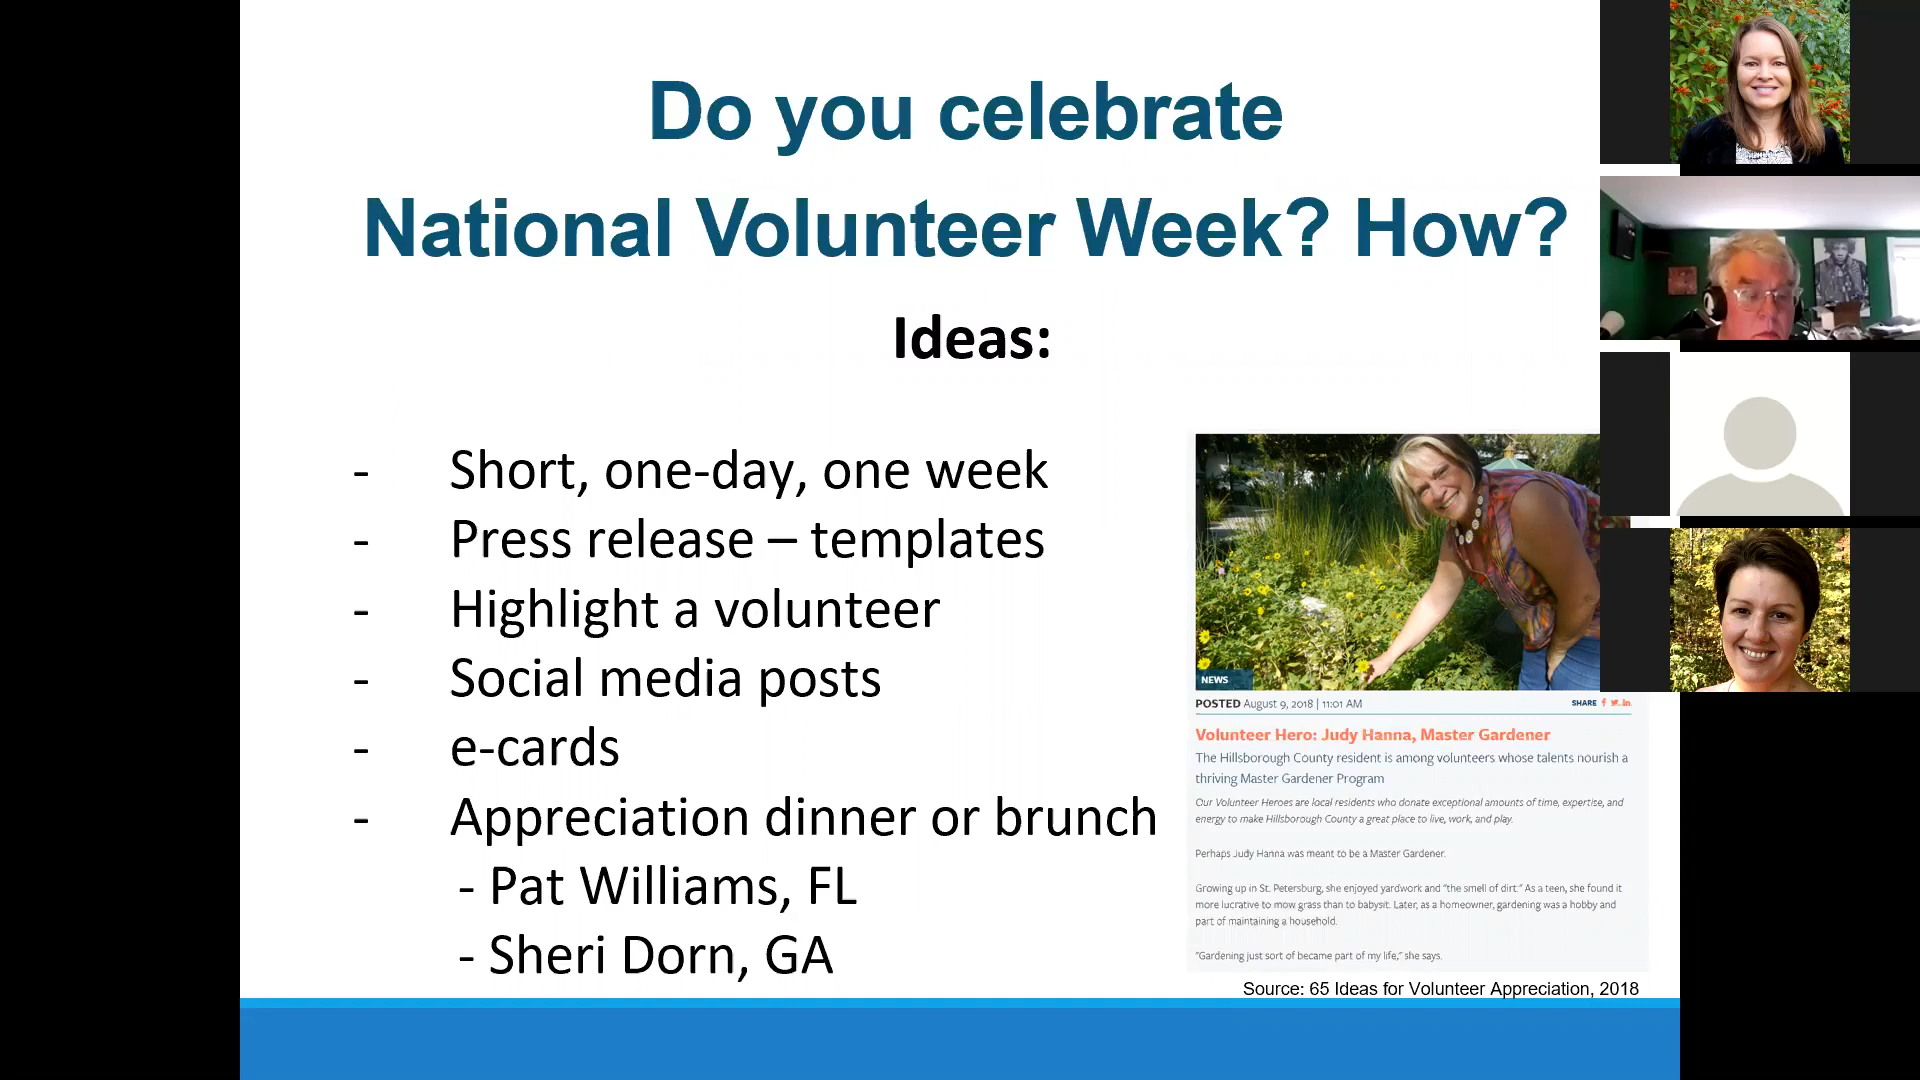 Do you celebrate
National Volunteer Week? How?
Ideas:
- Short, one-day, one week
- Press release – templates
- Highlight a volunteer
- Social media posts
- e-cards
- Appreciation dinner or brunch
- Pat Williams, FL
- Sheri Dorn, GA
NEWS
POSTED August 9, 2018 | 11:01 AM
SHARE
Volunteer Hero: Judy Hanna, Master Gardener
The Hillsborough County resident is among volunteers whose talents nourish a
thriving Master Gardener Program
Our Volunteer Heroes are local residents who donate exceptional amounts of time, expertise, and
energy to make Hillsborough County a great place to live, work, and play.
Perhaps Judy Hanna was meant to be a Master Gardener.
Growing up in St. Petersburg, she enjoyed yardwork and "the smell of dirt." As a teen, she found it
more lucrative to mow grass than to babysit. Later, as a homeowner, gardening was a hobby and
part of maintaining a household.
"Gardening just sort of became part of my life," she says.
Source: 65 Ideas for Volunteer Appreciation, 2018